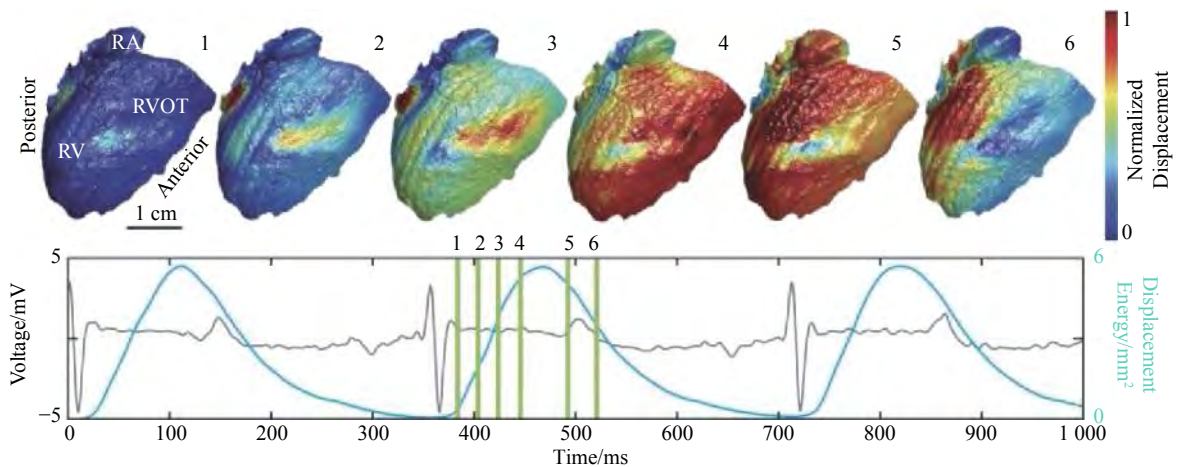 RA 1 2 3 4 5 6
Posterior
RVOT
RV
Anterior
1 cm
1
0
Normalized
Displacement
1 2 3 4 5 6
5
−5
Voltage/mV
6
0
Displacement
Energy/mm²
0 100 200 300 400 500 600 700 800 900 1 000
Time/ms